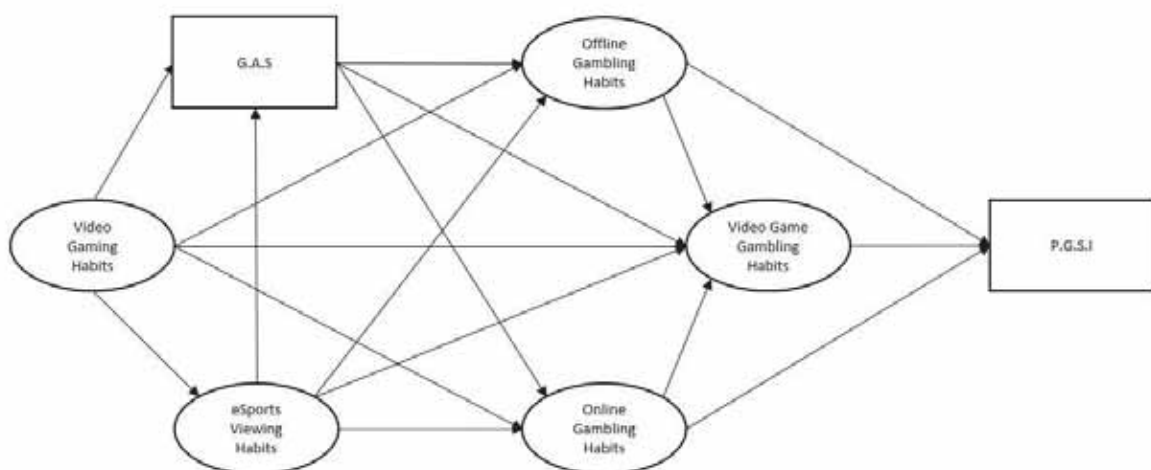 G.A.S
Offline
Gambling
Habits
Video
Gaming
Habits
Video Game
Gambling
Habits
P.G.S.I
eSports
Viewing
Habits
Online
Gambling
Habits